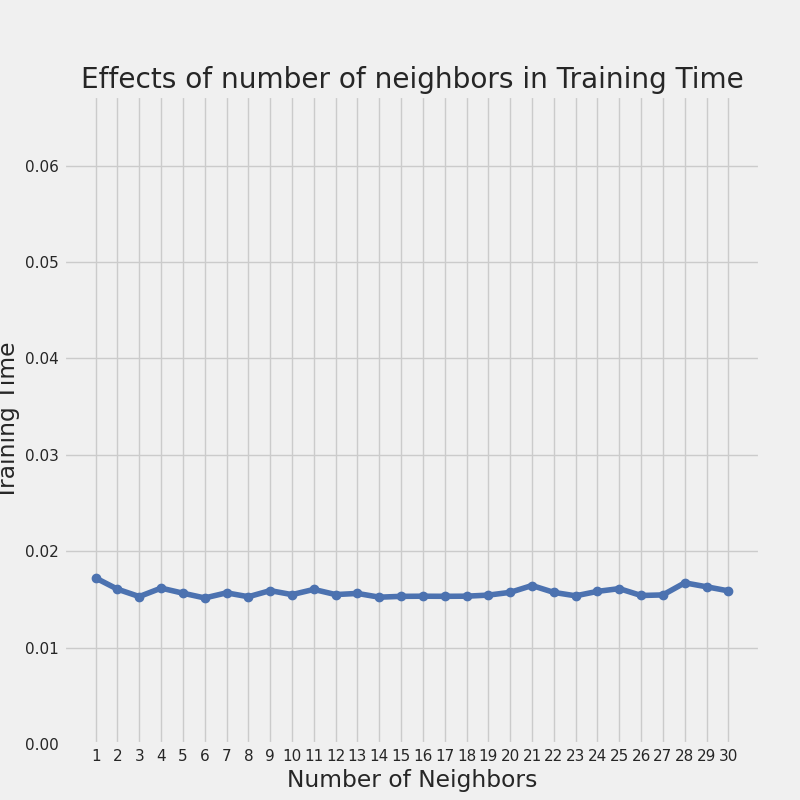 Effects of number of neighbors in Training Time
0.06
0.05
0.04
0.03
0.02
0.01
0.00
Training Time
1 2 3 4 5 6 7 8 9 10 11 12 13 14 15 16 17 18 19 20 21 22 23 24 25 26 27 28 29 30
Number of Neighbors